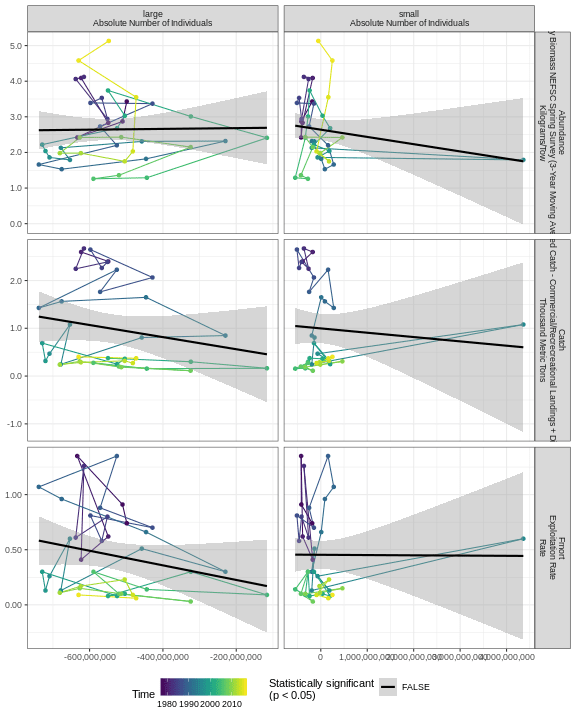 large
Absolute Number of Individuals
small
Absolute Number of Individuals
5.0
4.0
3.0
2.0
1.0
0.0
Abundance
y Biomass NEFSC Spring Survey (3-Year Moving Ave
Kilograms/Tow
2.0
1.0
0.0
-1.0
Catch
ed Catch - Commercial/Recrecreational Landings + D
Thousand Metric Tons
1.00
0.50
0.00
Fmort
Exploitation Rate
Rate
-600,000,000
-400,000,000
-200,000,000
0
1,000,000,000
2,000,000,000
3,000,000,000
4,000,000,000
Time
1980
1990
2000
2010
Statistically significant
(p < 0.05)
FALSE